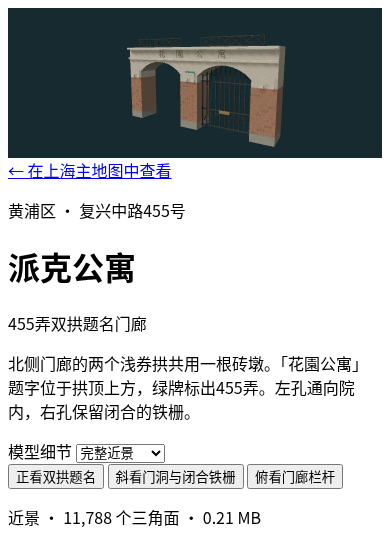 花園公寓
← 在上海主地图中查看
黄浦区 · 复兴中路455号
派克公寓
455弄双拱题名门廊
北侧门廊的两个浅券拱共用一根砖墩。「花園公寓」
题字位于拱顶上方，绿牌标出455弄。左孔通向院
内，右孔保留闭合的铁栅。
模型细节 完整近景
正看双拱题名 斜看门洞与闭合铁栅 俯看门廊栏杆
近景 · 11,788 个三角面 · 0.21 MB